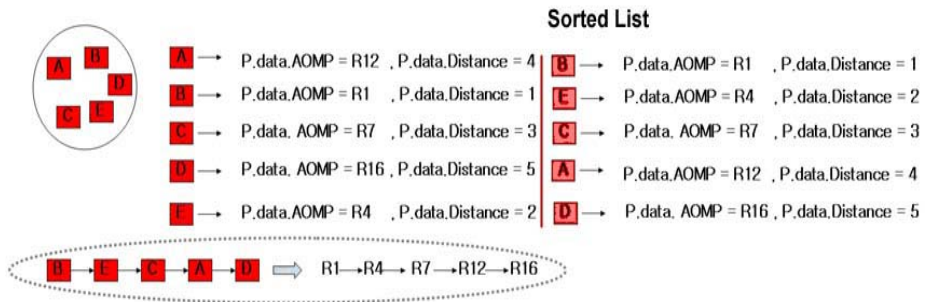 Sorted List
A B D C E
A → P.data.AOMP = R12 , P.data.Distance = 4
B → P.data.AOMP = R1 , P.data.Distance = 1
C → P.data. AOMP = R7 , P.data.Distance = 3
D → P.data. AOMP = R16 , P.data.Distance = 5
E → P.data.AOMP = R4 , P.data.Distance = 2
B → P.data.AOMP = R1 , P.data.Distance = 1
E → P.data.AOMP = R4 , P.data.Distance = 2
C → P.data. AOMP = R7 , P.data.Distance = 3
A → P.data.AOMP = R12 , P.data.Distance = 4
D → P.data. AOMP = R16 , P.data.Distance = 5
B → E → C → A → D ⇒ R1 → R4 → R7 → R12 → R16